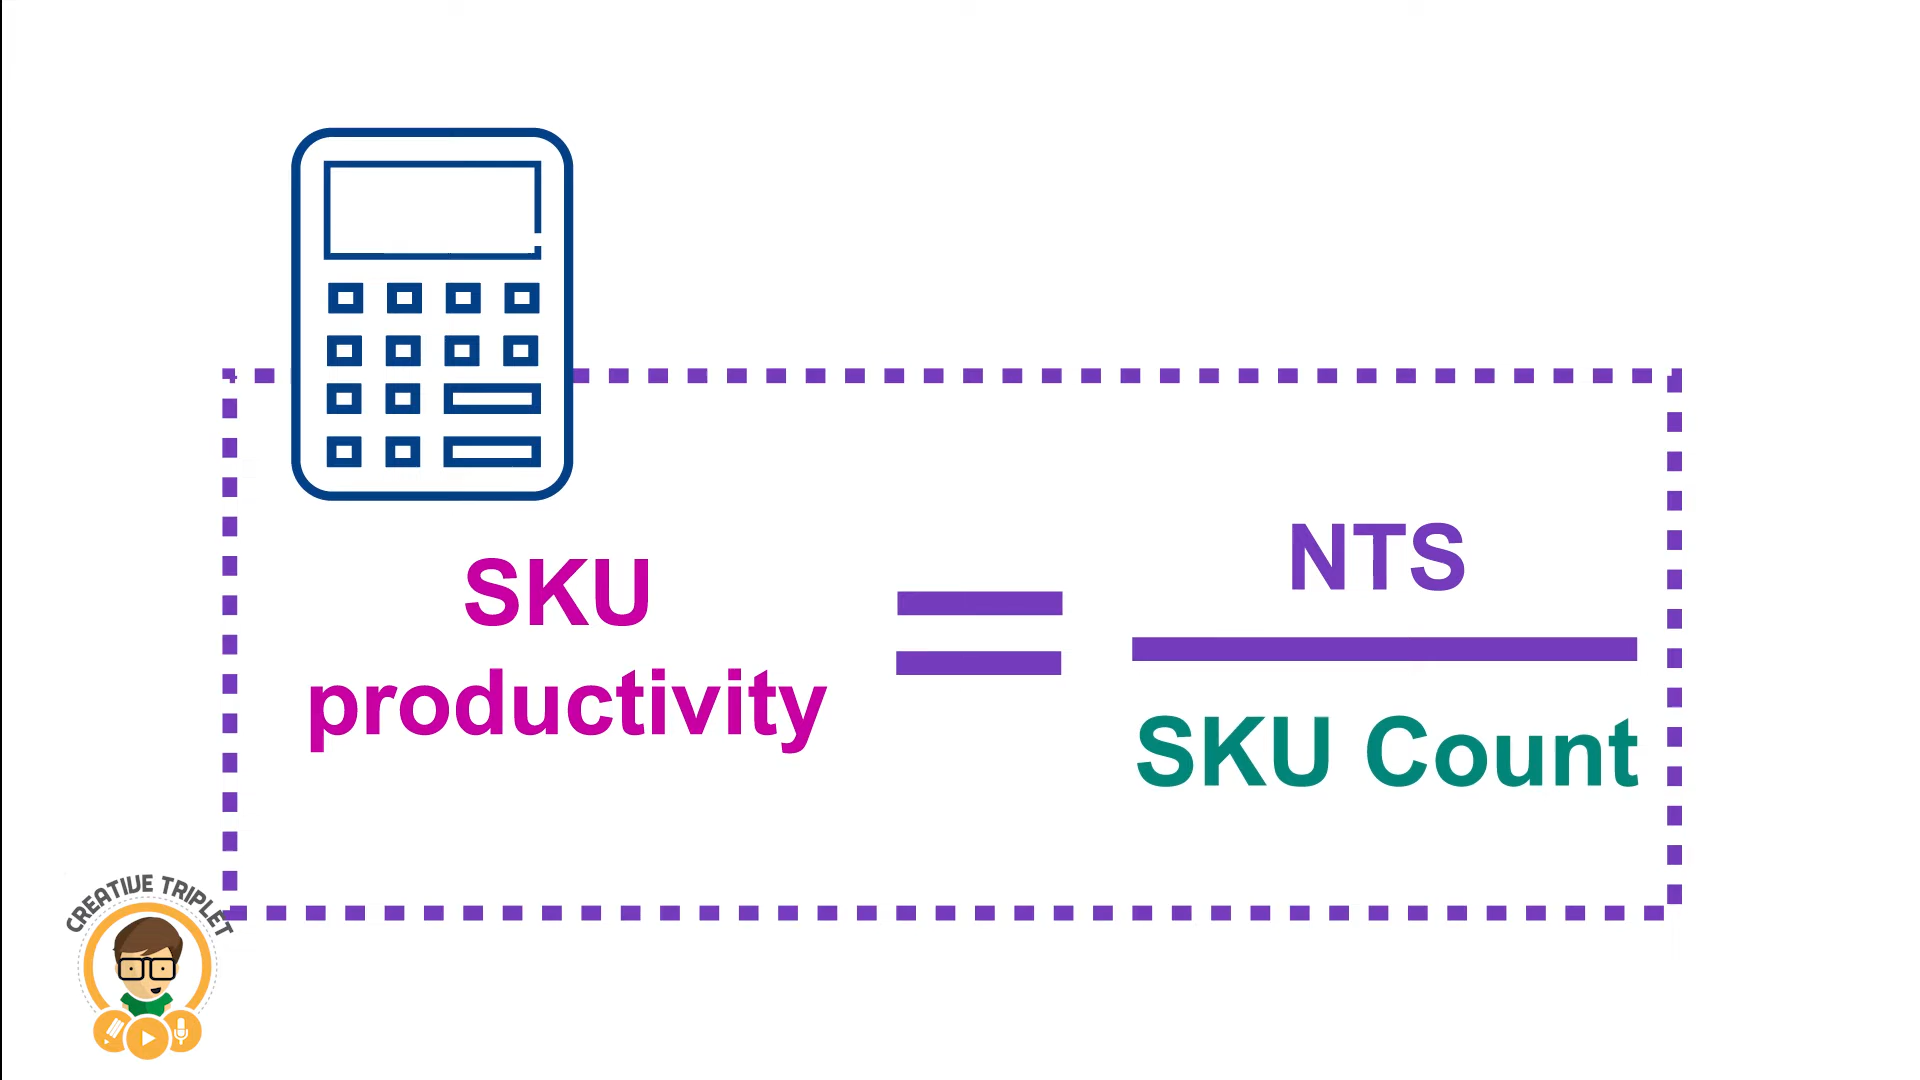 SKU
productivity
=
NTS
SKU Count
CREATIVE TRIPLET